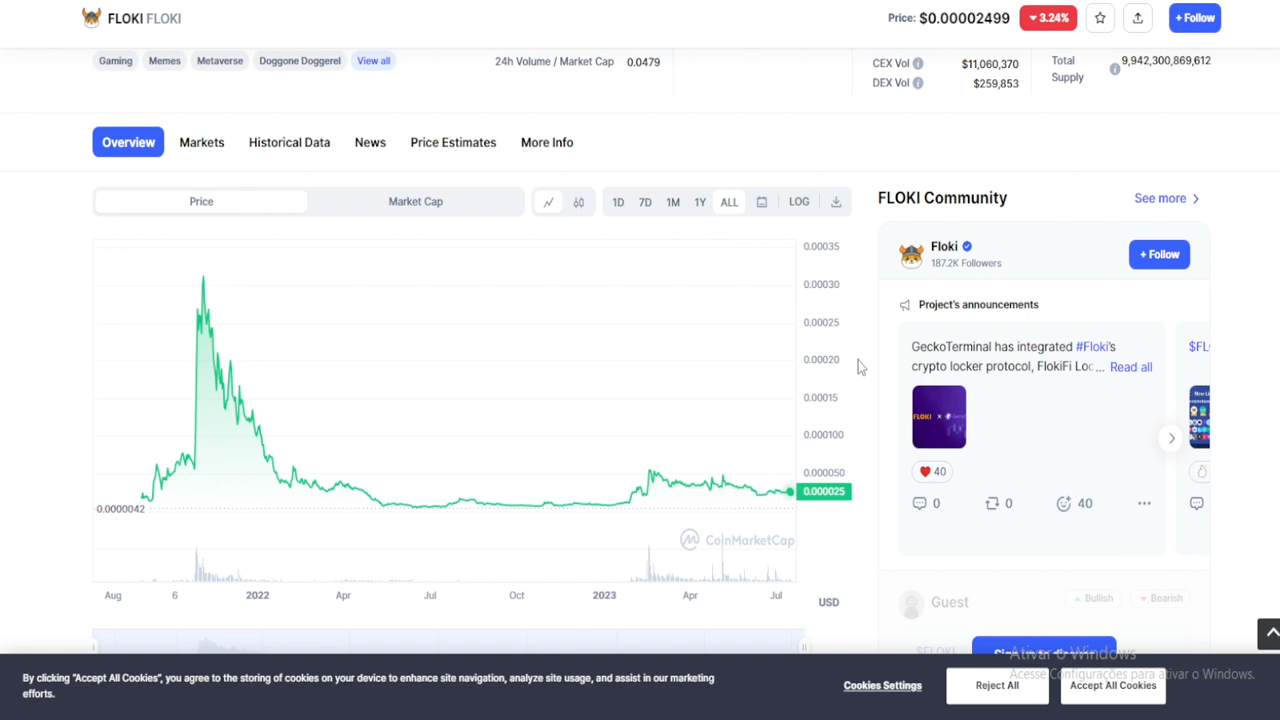 FLOKI FLOKI
Price: $0.00002499
3.24%
+ Follow
Gaming
Memes
Metaverse
Doggone Doggerel
View all
24h Volume / Market Cap 0.0479
CEX Vol $11,060,370
DEX Vol $259,853
Total
Supply
9,942,300,869,612
Overview
Markets
Historical Data
News
Price Estimates
More Info
Price
Market Cap
1D
7D
1M
1Y
ALL
LOG
0.00035
0.00030
0.00025
0.00020
0.00015
0.000100
0.000050
0.000025
0.0000042
CoinMarketCap
Aug
6
2022
Apr
Jul
Oct
2023
Apr
Jul
USD
FLOKI Community
See more
Floki
187.2K Followers
+ Follow
Project's announcements
GeckoTerminal has integrated #Floki's
crypto locker protocol, FlokiFi Loc... Read all
FLOKI
40
0
0
40
$FL
Guest
Bullish
Bearish
$FLOKI
Ativar o Windows
Acesse Configurações para ativar o Windows.
By clicking “Accept All Cookies”, you agree to the storing of cookies on your device to enhance site navigation, analyze site usage, and assist in our marketing
efforts.
Cookies Settings
Reject All
Accept All Cookies